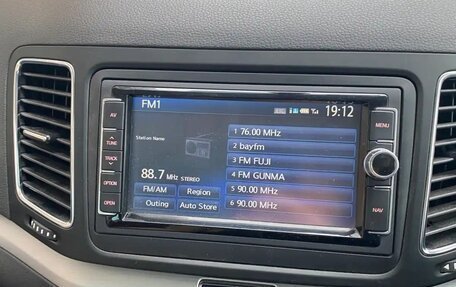 FM1
19:12
AV
TUNE
TRACK
OPTION
OPEN
Station Name
88.7 MHz STEREO
FM/AM
Region
Outing
Auto Store
1 76.00 MHz
2 bayfm
3 FM FUJI
4 FM GUNMA
5 90.00 MHz
6 90.00 MHz
MENU
NAV